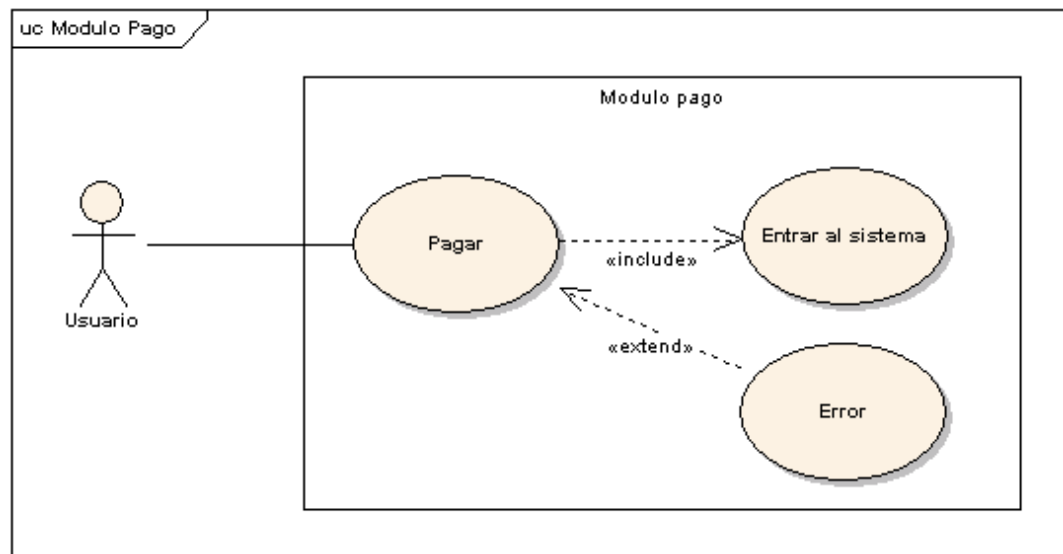 uc Modulo Pago
Modulo pago
Pagar
Entrar al sistema
«include»
Usuario
«extend»
Error